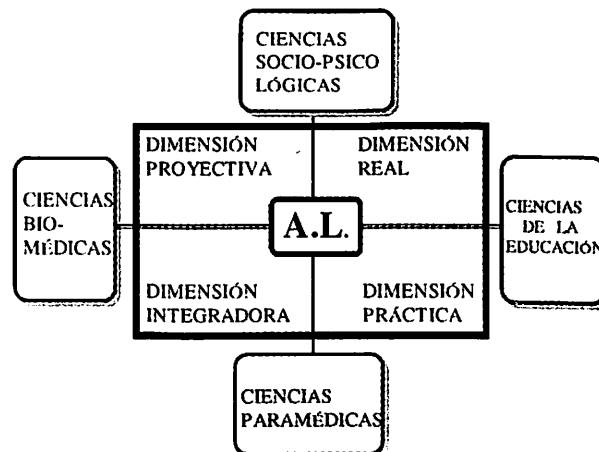 CIENCIAS
SOCIO-PSICO
LÓGICAS
DIMENSIÓN
PROYECTIVA
DIMENSIÓN
REAL
CIENCIAS
BIO-
MÉDICAS
A.L.
CIENCIAS
DE LA
EDUCACIÓN
DIMENSIÓN
INTEGRADORA
DIMENSIÓN
PRÁCTICA
CIENCIAS
PARAMÉDICAS